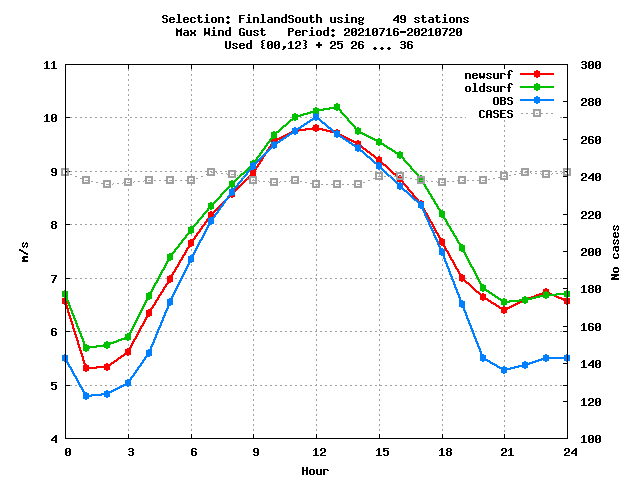 Selection: FinlandSouth using    49 stations
Max Wind Gust   Period: 20210716-20210720
Used {00,12} + 25 26 ... 36
newsurf
oldsurf
OBS
CASES
11
10
9
8
7
6
5
4
m/s
300
280
260
240
220
200
180
160
140
120
100
No cases
0 3 6 9 12 15 18 21 24
Hour